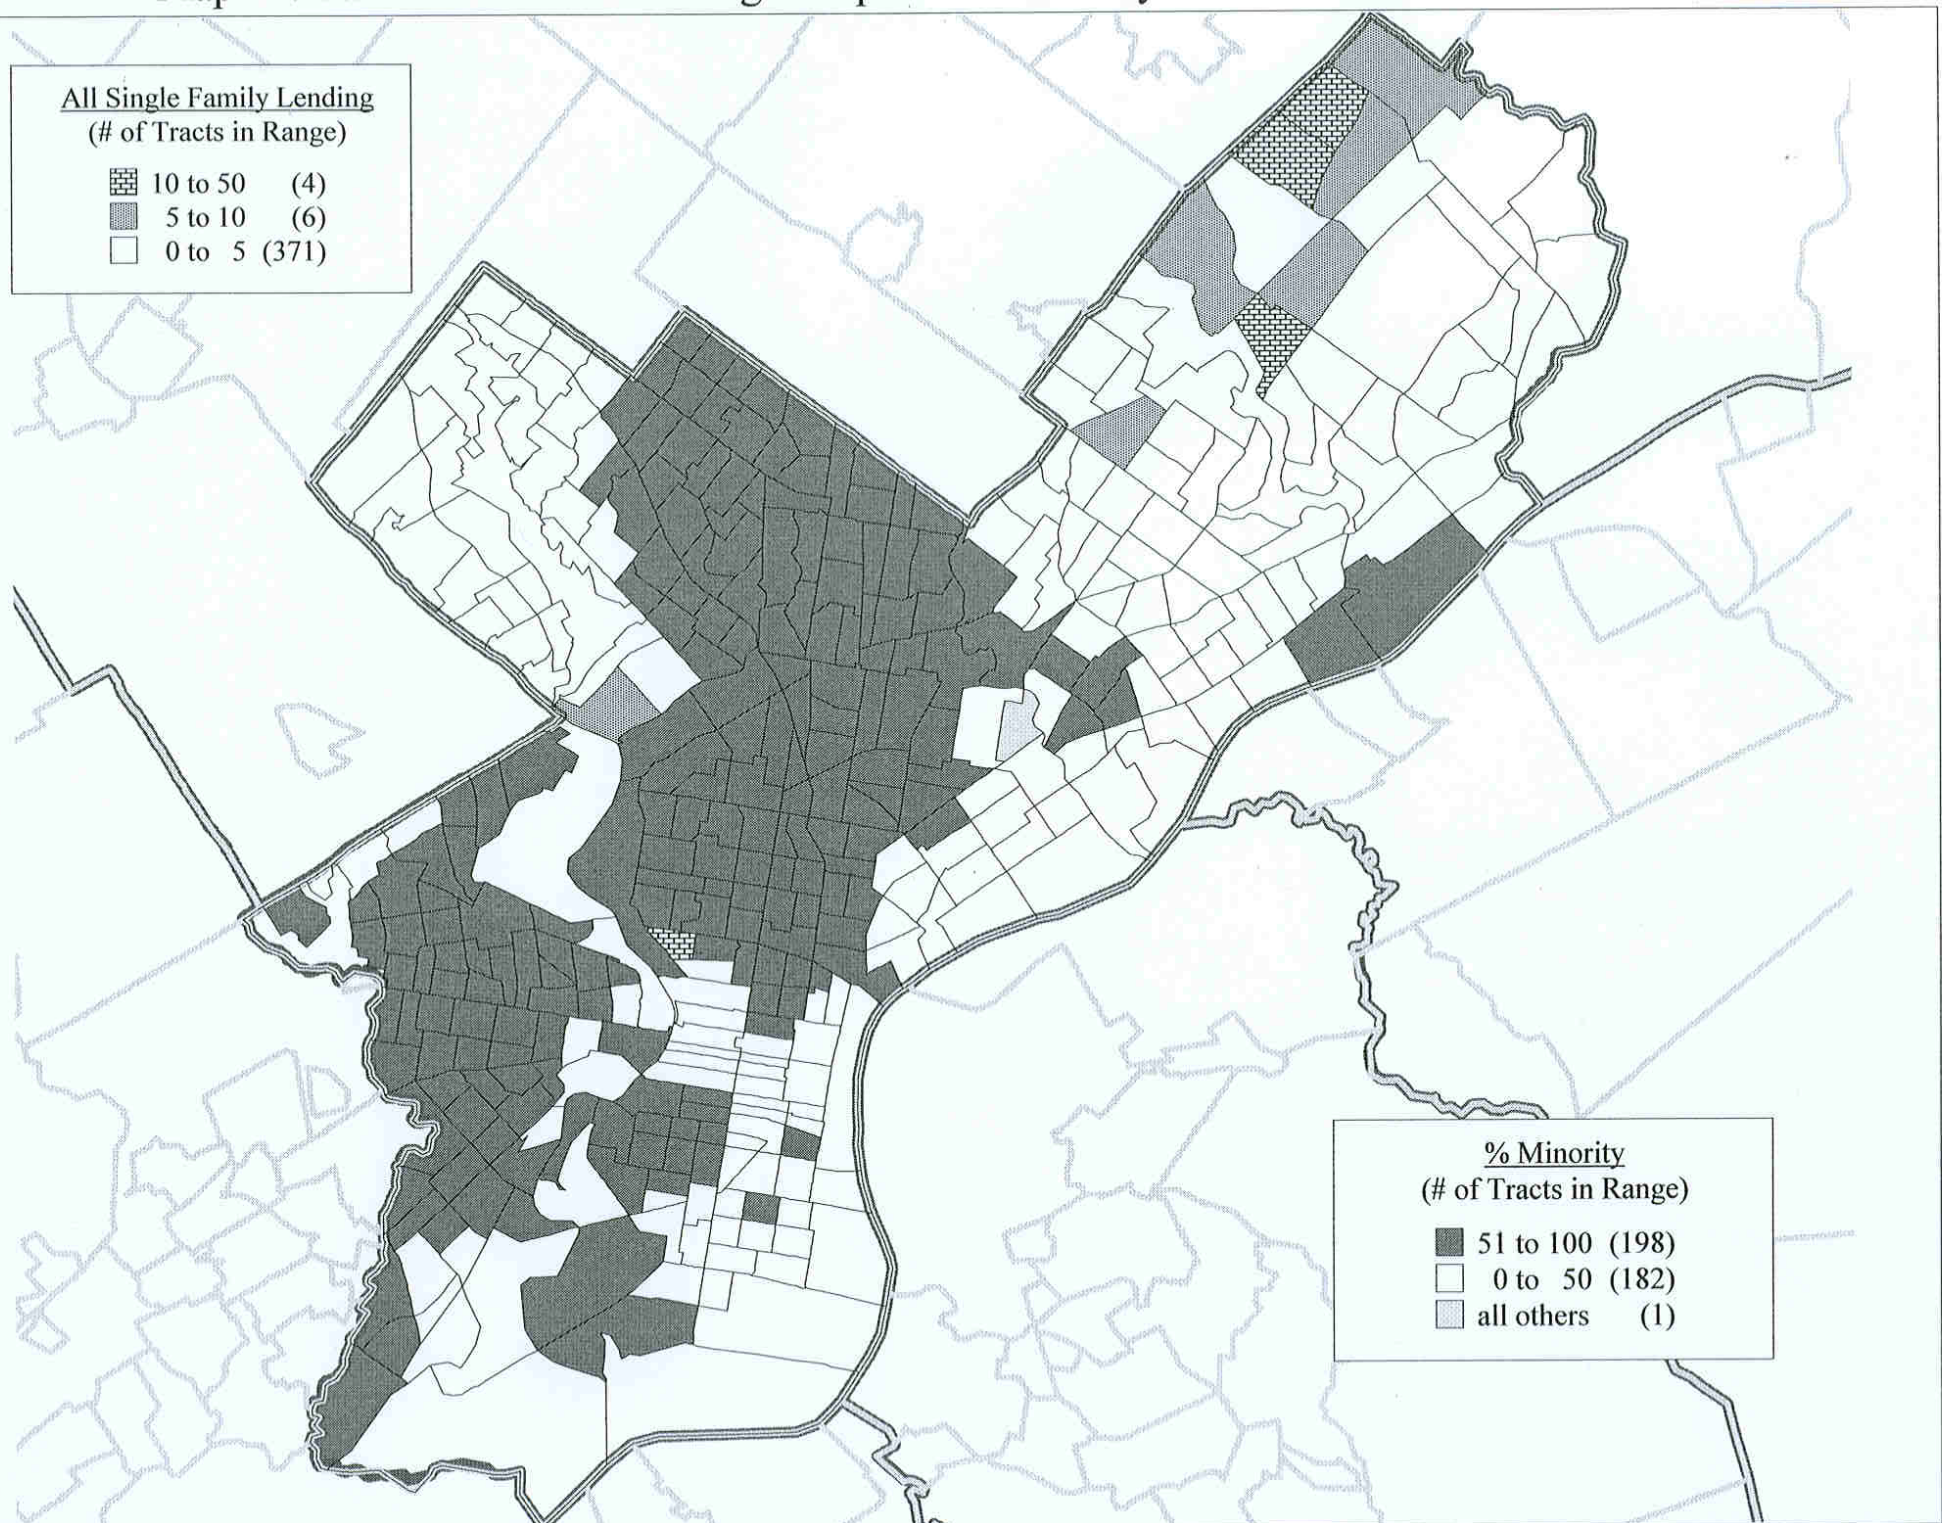 All Single Family Lending
(# of Tracts in Range)
10 to 50 (4)
5 to 10 (6)
0 to 5 (371)
% Minority
(# of Tracts in Range)
51 to 100 (198)
0 to 50 (182)
all others (1)